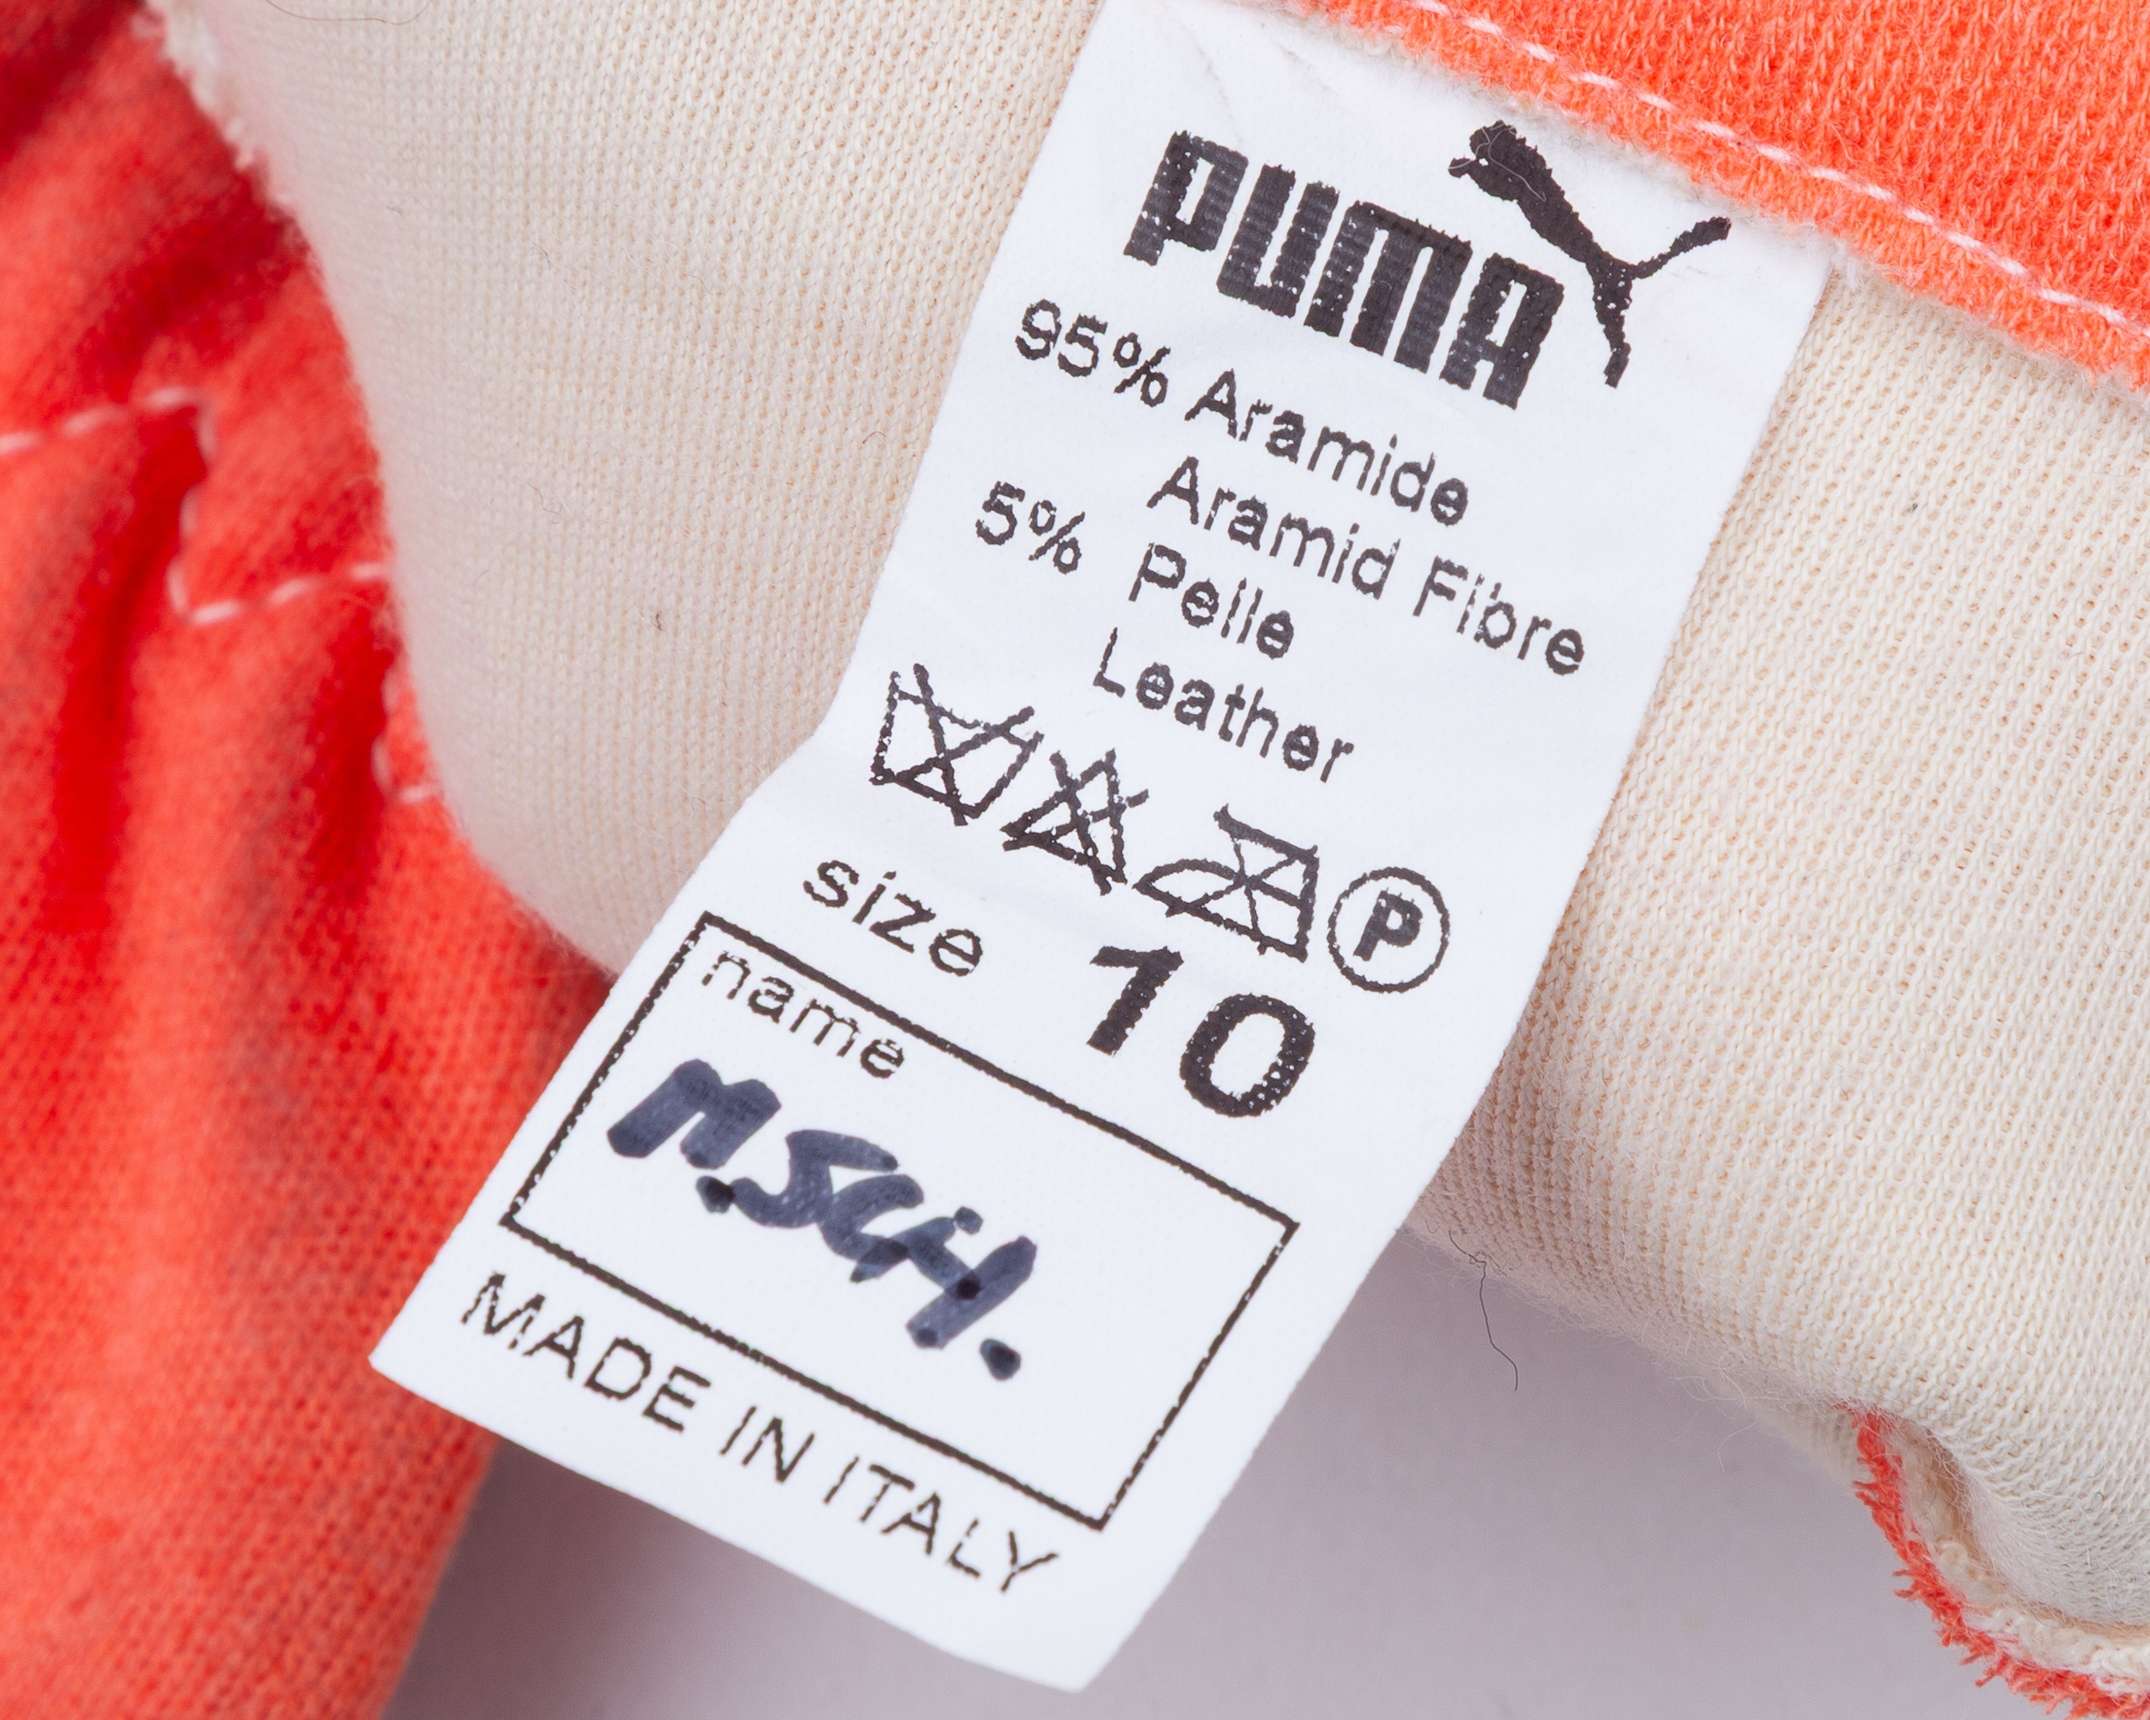 PUMA
95% Aramide
Aramid Fibre
5% Pelle
Leather
P
size 10
name
M.SCH.
MADE IN ITALY